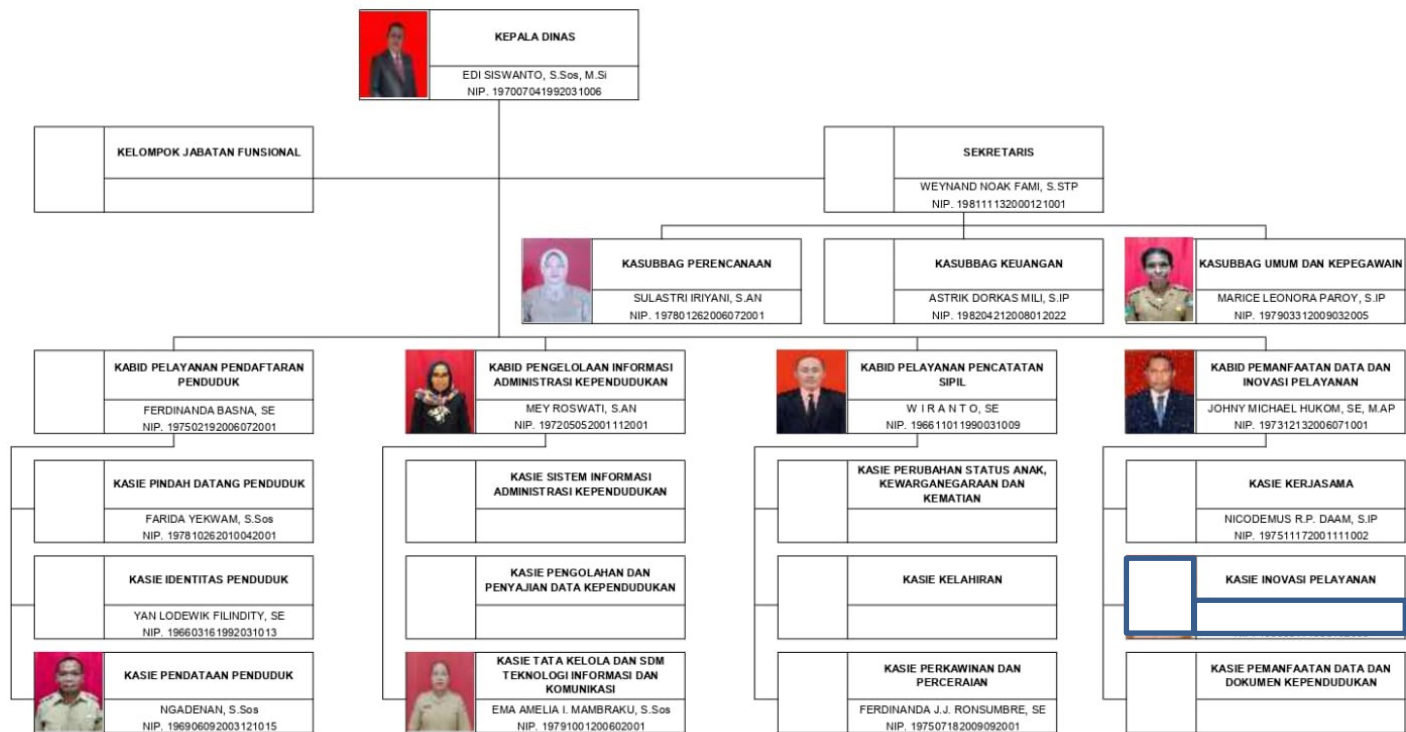 KEPALA DINAS
EDI SISWANTO, S.Sos, M.Si
NIP. 197007041992031006
KELOMPOK JABATAN FUNSIONAL
SEKRETARIS
WEYNAND NOAK FAMI, S.STP
NIP. 198111132000121001
KASUBBAG PERENCANAAN
SULASTRI IRIYANI, S.AN
NIP. 197801262006072001
KASUBBAG KEUANGAN
ASTRIK DORKAS MILI, S.IP
NIP. 198204212008012022
KASUBBAG UMUM DAN KEPEGAWAIN
MARICE LEONORA PAROY, S.IP
NIP. 197903312009032005
KABID PELAYANAN PENDAFTARAN
PENDUDUK
FERDINANDA BASNA, SE
NIP. 197502192006072001
KABID PENGELOLAAN INFORMASI
ADMINISTRASI KEPENDUDUKAN
MEY ROSWATI, S.AN
NIP. 197205052001112001
KABID PELAYANAN PENCATATAN
SIPIL
W I R A N T O, SE
NIP. 196611011990031009
KABID PEMANFAATAN DATA DAN
INOVASI PELAYANAN
JOHNY MICHAEL HUKOM, SE, M.AP
NIP. 197312132006071001
KASIE PINDAH DATANG PENDUDUK
FARIDA YEKWAM, S.Sos
NIP. 197810262010042001
KASIE SISTEM INFORMASI
ADMINISTRASI KEPENDUDUKAN
KASIE PERUBAHAN STATUS ANAK,
KEWARGANEGARAAN DAN
KEMATIAN
KASIE KERJASAMA
NICODEMUS R.P. DAAM, S.IP
NIP. 197511172001111002
KASIE IDENTITAS PENDUDUK
YAN LODEWIK FILINDITY, SE
NIP. 196603161992031013
KASIE PENGOLAHAN DAN
PENYAJIAN DATA KEPENDUDUKAN
KASIE KELAHIRAN
KASIE INOVASI PELAYANAN
KASIE PENDATAAN PENDUDUK
NGADENAN, S.Sos
NIP. 196906092003121015
KASIE TATA KELOLA DAN SDM
TEKNOLOGI INFORMASI DAN
KOMUNIKASI
EMA AMELIA I. MAMBRAKU, S.Sos
NIP. 19791001200602001
KASIE PERKAWINAN DAN
PERCERAIAN
FERDINANDA J.J. RONSUMBRE, SE
NIP. 197507182009092001
KASIE PEMANFAATAN DATA DAN
DOKUMEN KEPENDUDUKAN